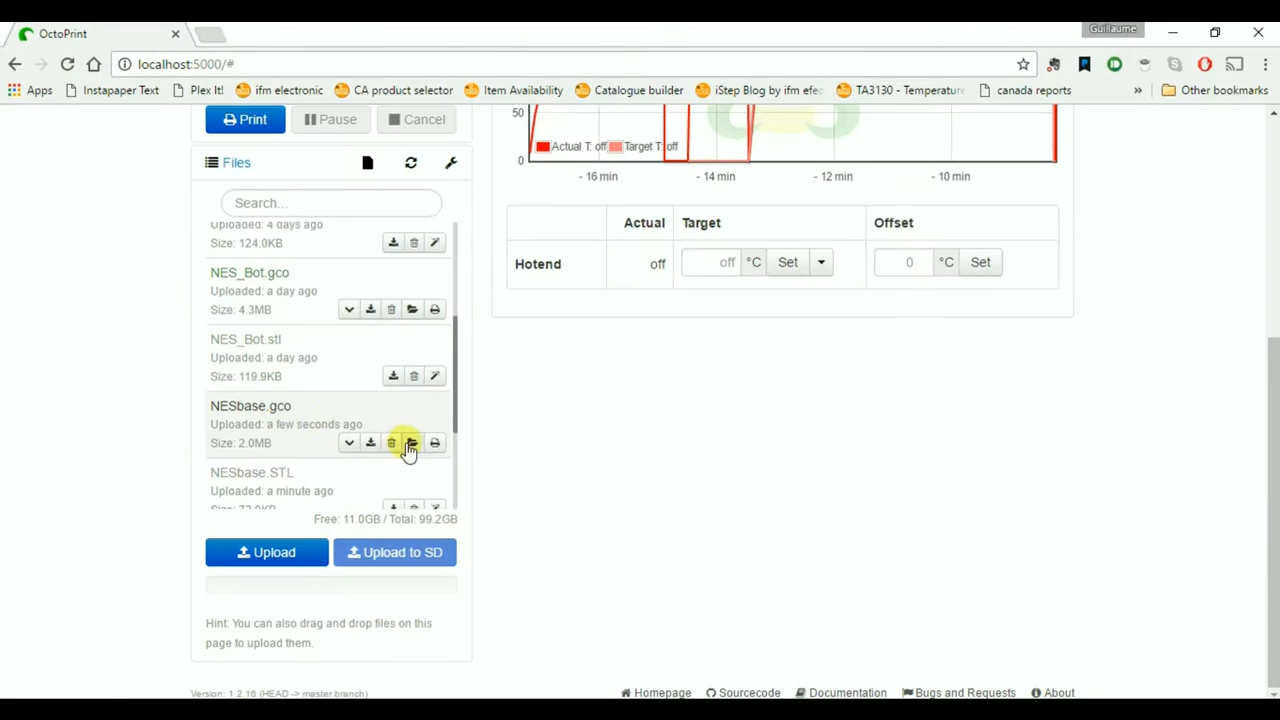 OctoPrint
Guillaume
localhost:5000/#
Apps
Instapaper Text
Plex It!
ifm electronic
CA product selector
Item Availability
Catalogue builder
iStep Blog by ifm efec
TA3130 - Temperature
canada reports
»
Other bookmarks
Print
Pause
Cancel
50
0
Actual T: off
Target T: off
- 16 min
- 14 min
- 12 min
- 10 min
Files
Search...
Uploaded: 4 days ago
Size: 124.0KB
NES_Bot.gco
Uploaded: a day ago
Size: 4.3MB
NES_Bot.stl
Uploaded: a day ago
Size: 119.9KB
NESbase.gco
Uploaded: a few seconds ago
Size: 2.0MB
NESbase.STL
Uploaded: a minute ago
Free: 11.0GB / Total: 99.2GB
Upload
Upload to SD
Hint: You can also drag and drop files on this
page to upload them.
Actual
Target
Offset
Hotend
off
off
°C
Set
0
°C
Set
Version: 1.2.16 (HEAD -> master branch)
Homepage
Sourcecode
Documentation
Bugs and Requests
About